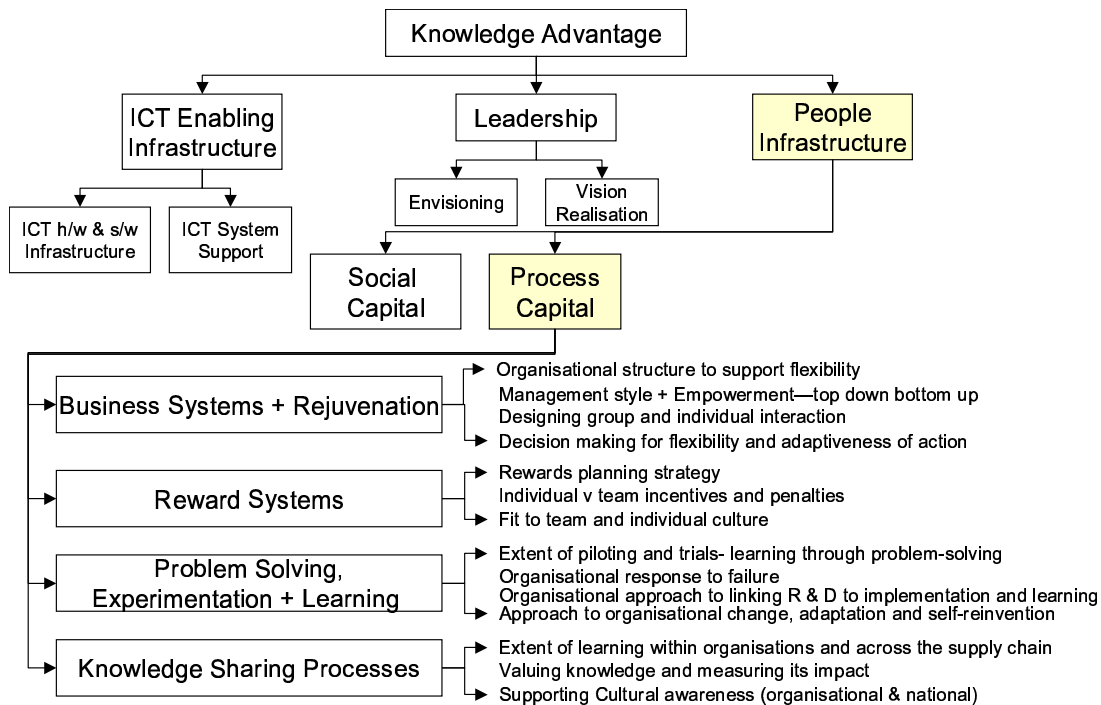 Knowledge Advantage
ICT Enabling
Infrastructure
Leadership
People
Infrastructure
Envisioning
Vision
Realisation
ICT h/w & s/w
Infrastructure
ICT System
Support
Social
Capital
Process
Capital
Business Systems + Rejuvenation
Organisational structure to support flexibility
Management style + Empowerment—top down bottom up
Designing group and individual interaction
Decision making for flexibility and adaptiveness of action
Reward Systems
Rewards planning strategy
Individual v team incentives and penalties
Fit to team and individual culture
Problem Solving,
Experimentation + Learning
Extent of piloting and trials- learning through problem-solving
Organisational response to failure
Organisational approach to linking R & D to implementation and learning
Approach to organisational change, adaptation and self-reinvention
Knowledge Sharing Processes
Extent of learning within organisations and across the supply chain
Valuing knowledge and measuring its impact
Supporting Cultural awareness (organisational & national)